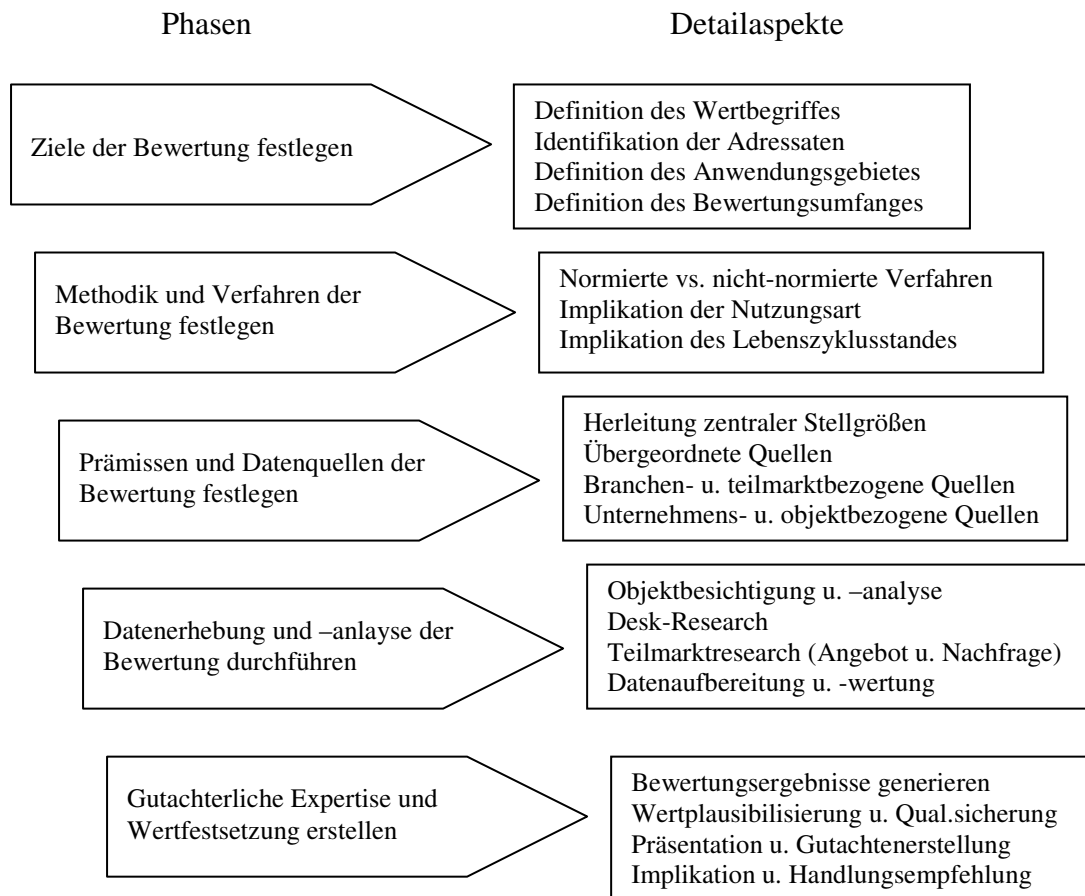 Phasen
Detailaspekte
Ziele der Bewertung festlegen
Definition des Wertbegriffes
Identifikation der Adressaten
Definition des Anwendungsgebietes
Definition des Bewertungsumfanges
Methodik und Verfahren der
Bewertung festlegen
Normierte vs. nicht-normierte Verfahren
Implikation der Nutzungsart
Implikation des Lebenszyklusstandes
Prämissen und Datenquellen der
Bewertung festlegen
Herleitung zentraler Stellgrößen
Übergeordnete Quellen
Branchen- u. teilmarktbezogene Quellen
Unternehmens- u. objektbezogene Quellen
Datenerhebung und –anlayse der
Bewertung durchführen
Objektbesichtigung u. –analyse
Desk-Research
Teilmarktresearch (Angebot u. Nachfrage)
Datenaufbereitung u. -wertung
Gutachterliche Expertise und
Wertfestsetzung erstellen
Bewertungsergebnisse generieren
Wertplausibilisierung u. Qual.sicherung
Präsentation u. Gutachtenerstellung
Implikation u. Handlungsempfehlung